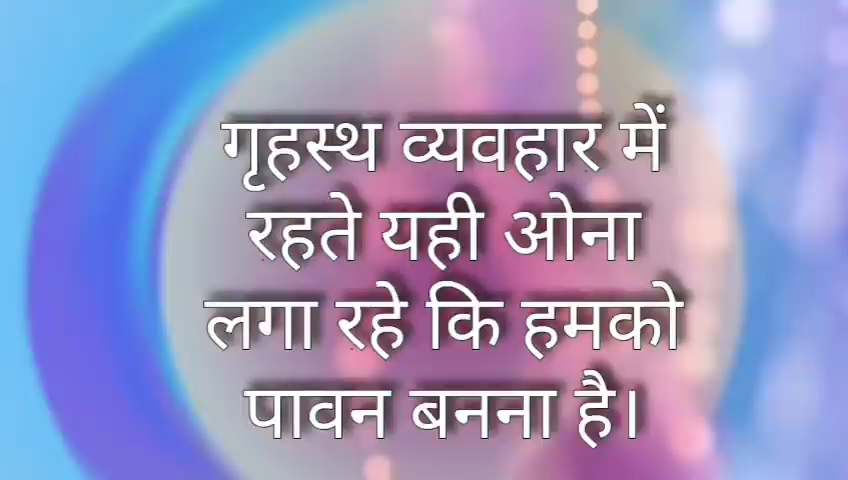 गृहस्थ व्यवहार में
रहते यही ओना
लगा रहे कि हमको
पावन बनना है।